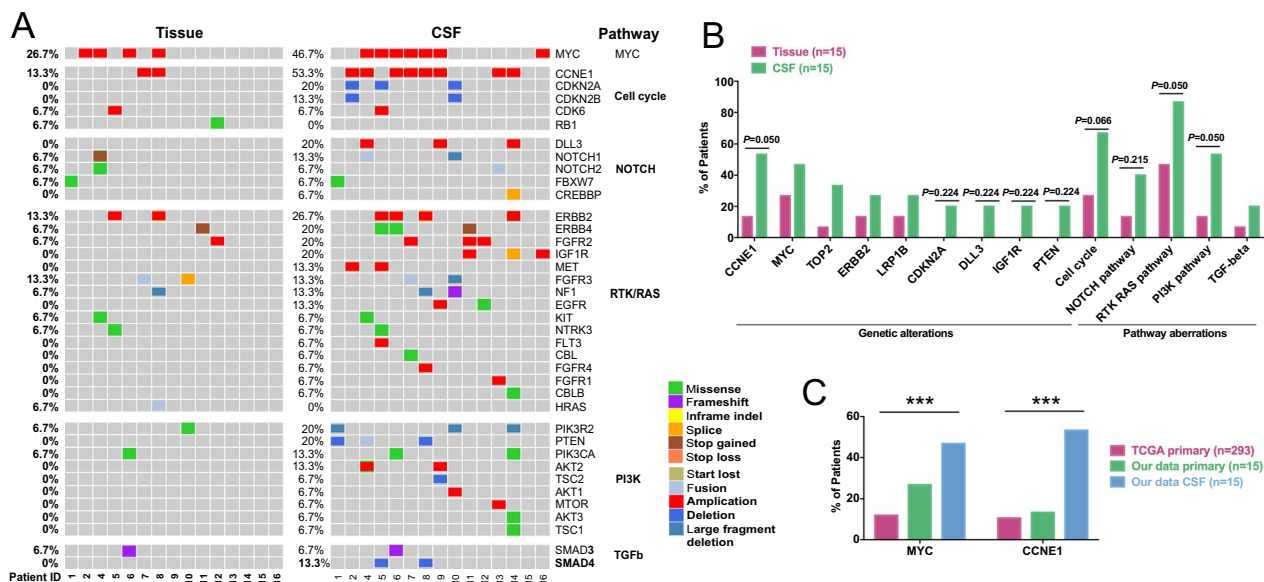 A
Tissue
CSF
Pathway
26.7% 46.7% MYC MYC
13.3% 53.3% CCNE1
0% 20% CDKN2A
0% 13.3% CDKN2B
6.7% 6.7% CDK6
6.7% 0% RB1
Cell cycle
0% 20% DLL3
6.7% 13.3% NOTCH1
6.7% 6.7% NOTCH2
6.7% 6.7% FBXW7
0% 6.7% CREBBP
NOTCH
13.3% 26.7% ERBB2
6.7% 20% ERBB4
6.7% 20% FGFR2
0% 20% IGF1R
0% 13.3% MET
13.3% 13.3% FGFR3
6.7% 13.3% NF1
0% 13.3% EGFR
6.7% 6.7% KIT
6.7% 6.7% NTRK3
0% 6.7% FLT3
0% 6.7% CBL
0% 6.7% FGFR4
0% 6.7% FGFR1
0% 6.7% CBLB
6.7% 0% HRAS
RTK/RAS
6.7% 20% PIK3R2
0% 20% PTEN
6.7% 13.3% PIK3CA
0% 13.3% AKT2
0% 6.7% TSC2
0% 6.7% AKT1
0% 6.7% MTOR
0% 6.7% AKT3
0% 6.7% TSC1
PI3K
6.7% 6.7% SMAD3
0% 13.3% SMAD4
TGFb
Patient ID 1 2 4 5 6 7 8 9 10 11 12 13 14 15 16 1 2 4 5 6 7 8 9 10 11 12 13 14 15 16
Missense
Frameshift
Inframe indel
Splice
Stop gained
Stop loss
Start lost
Fusion
Amplication
Deletion
Large fragment
deletion
B
Tissue (n=15)
CSF (n=15)
% of Patients
100
80
60
40
20
0
P=0.050
P=0.224
P=0.224
P=0.224
P=0.224
P=0.066
P=0.215
P=0.050
P=0.050
CCNE1
MYC
TOP2
ERBB2
LRP1B
CDKN2A
DLL3
IGF1R
PTEN
Cell cycle
NOTCH pathway
RTK RAS pathway
PI3K pathway
TGF-beta
Genetic alterations
Pathway aberrations
C
% of Patients
60
40
20
0
***
***
MYC
CCNE1
TCGA primary (n=293)
Our data primary (n=15)
Our data CSF (n=15)